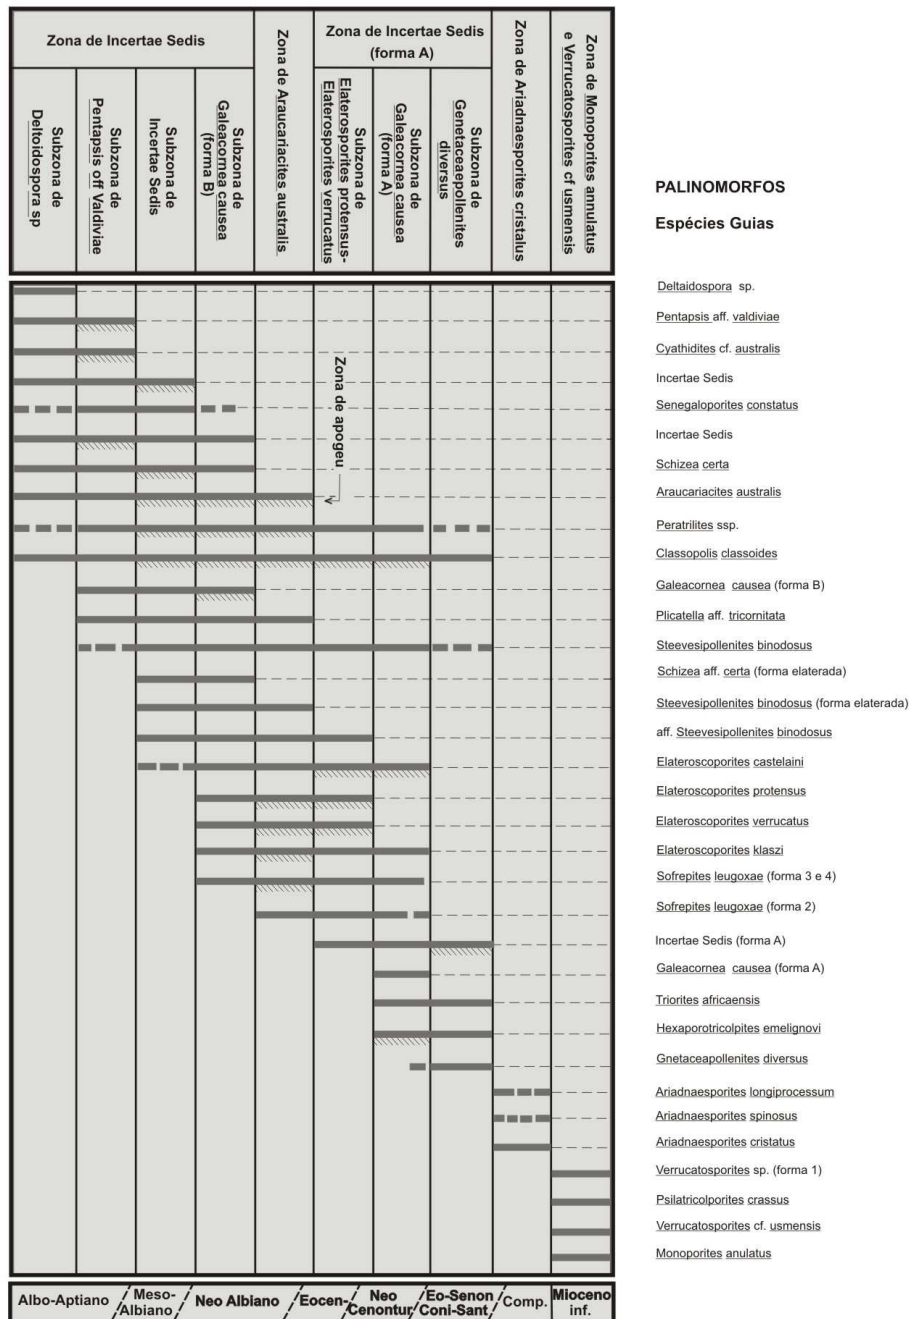 Zona de Incertae Sedis
Zona de Araucariacites australis
Zona de Incertae Sedis
(forma A)
Zona de Ariadnaesporites cristalus
Zona de Monoporites annulatus
e Verrucatosporites cf usmensis
Subzona de
Deltoidospora sp
Subzona de
Pentapsis off Valdiviae
Subzona de
Incertae Sedis
Subzona de
Galeacornea causea
(forma B)
Subzona de
Elaterosporites protensus-
Elaterosporites verrucatus
Subzona de
Galeacornea causea
(forma A)
Subzona de
Genetaceaepollenites
diversus
PALINOMORFOS
Espécies Guias
Zona de apogeu
Deltaidospora sp.
Pentapsis aff. valdiviae
Cyathidites cf. australis
Incertae Sedis
Senegaloporites constatus
Incertae Sedis
Schizea certa
Araucariacites australis
Peratrilites ssp.
Classopolis classoides
Galeacornea causea (forma B)
Plicatella aff. tricornitata
Steevesipollenites binodosus
Schizea aff. certa (forma elaterada)
Steevesipollenites binodosus (forma elaterada)
aff. Steevesipollenites binodosus
Elateroscoporites castelaini
Elateroscoporites protensus
Elateroscoporites verrucatus
Elateroscoporites klaszi
Sofrepites leugoxae (forma 3 e 4)
Sofrepites leugoxae (forma 2)
Incertae Sedis (forma A)
Galeacornea causea (forma A)
Triorites africaensis
Hexaporotricolpites emelignovi
Gnetaceapollenites diversus
Ariadnaesporites longiprocessum
Ariadnaesporites spinosus
Ariadnaesporites cristatus
Verrucatosporites sp. (forma 1)
Psilatricolporites crassus
Verrucatosporites cf. usmensis
Monoporites anulatus
Albo-Aptiano
Meso-
Albiano
Neo Albiano
Eocen-
Neo
Cenontur
Eo-Senon
Coni-Sant
Comp.
Mioceno
inf.